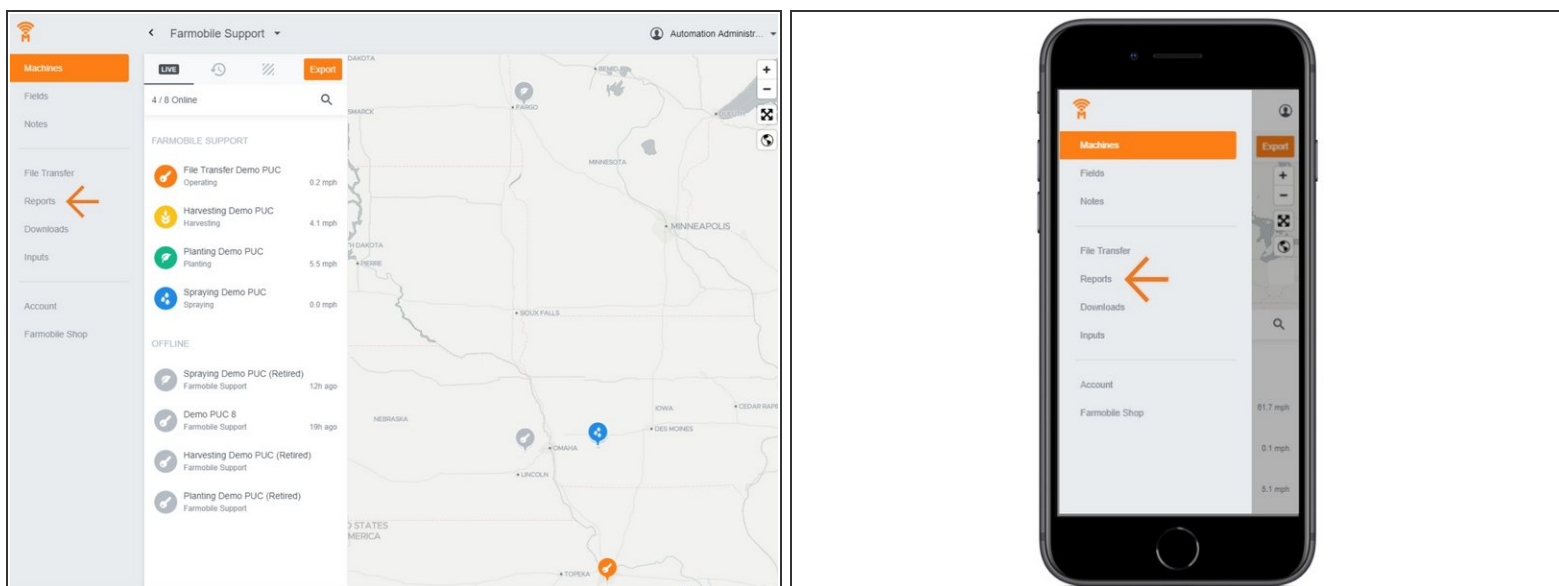 Farmobile Support
Automation Administr...
Machines
Fields
Notes
File Transfer
Reports
Downloads
Inputs
Account
Farmobile Shop
LIVE
Export
4 / 8 Online
FARMOBILE SUPPORT
File Transfer Demo PUC
Operating
0.2 mph
Harvesting Demo PUC
Harvesting
4.1 mph
Planting Demo PUC
Planting
5.5 mph
Spraying Demo PUC
Spraying
0.0 mph
OFFLINE
Spraying Demo PUC (Retired)
Farmobile Support
12h ago
Demo PUC 8
Farmobile Support
19h ago
Harvesting Demo PUC (Retired)
Farmobile Support
Planting Demo PUC (Retired)
Farmobile Support
DAKOTA
BEMIDJI
FARGO
SMARCK
DULUTH
MINNESOTA
MINNEAPOLIS
H DAKOTA
PIERRE
SIOUX FALLS
IOWA
CEDAR RAPI
NEBRASKA
DES MOINES
OMAHA
LINCOLN
D STATES
MERICA
TOPEKA
Machines
Export
Fields
Notes
File Transfer
Reports
Downloads
Inputs
Account
Farmobile Shop
61.7 mph
0.1 mph
5.1 mph